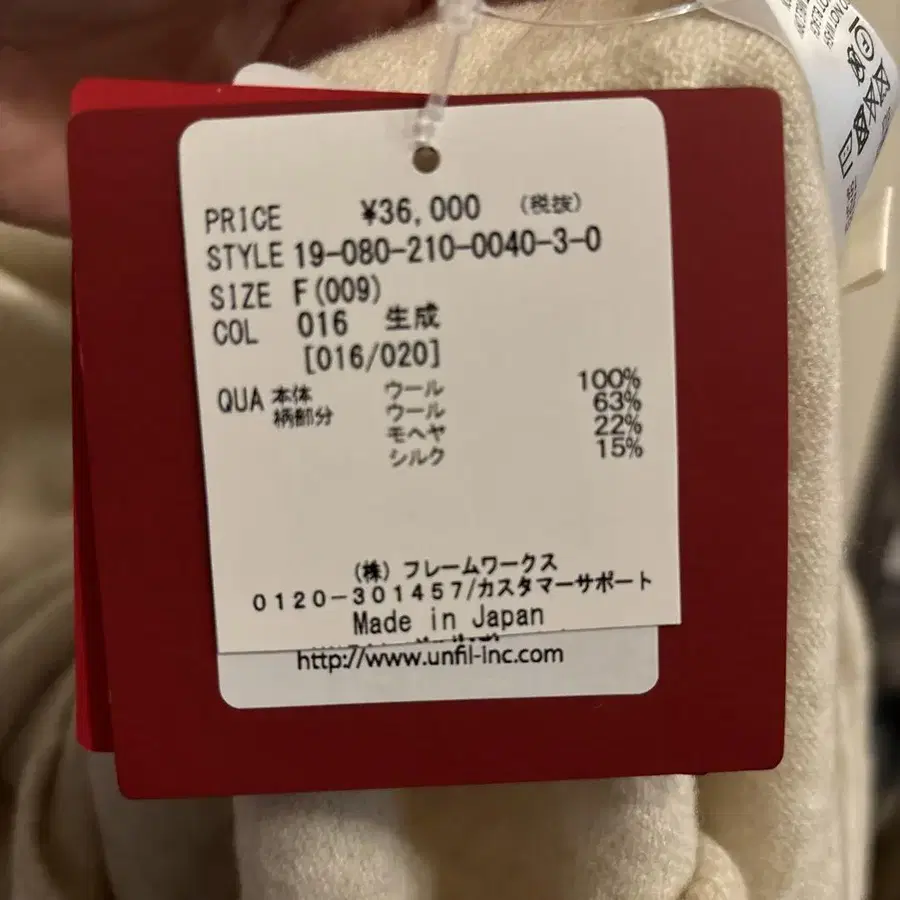 PRICE ¥36,000 (税抜)
STYLE 19-080-210-0040-3-0
SIZE F(009)
COL 016 生成
[016/020]
QUA 本体 ウール 100%
柄部分 ウール 63%
モヘヤ 22%
シルク 15%
(株) フレームワークス
0120-301457/カスタマーサポート
Made in Japan
http://www.unfil-inc.com